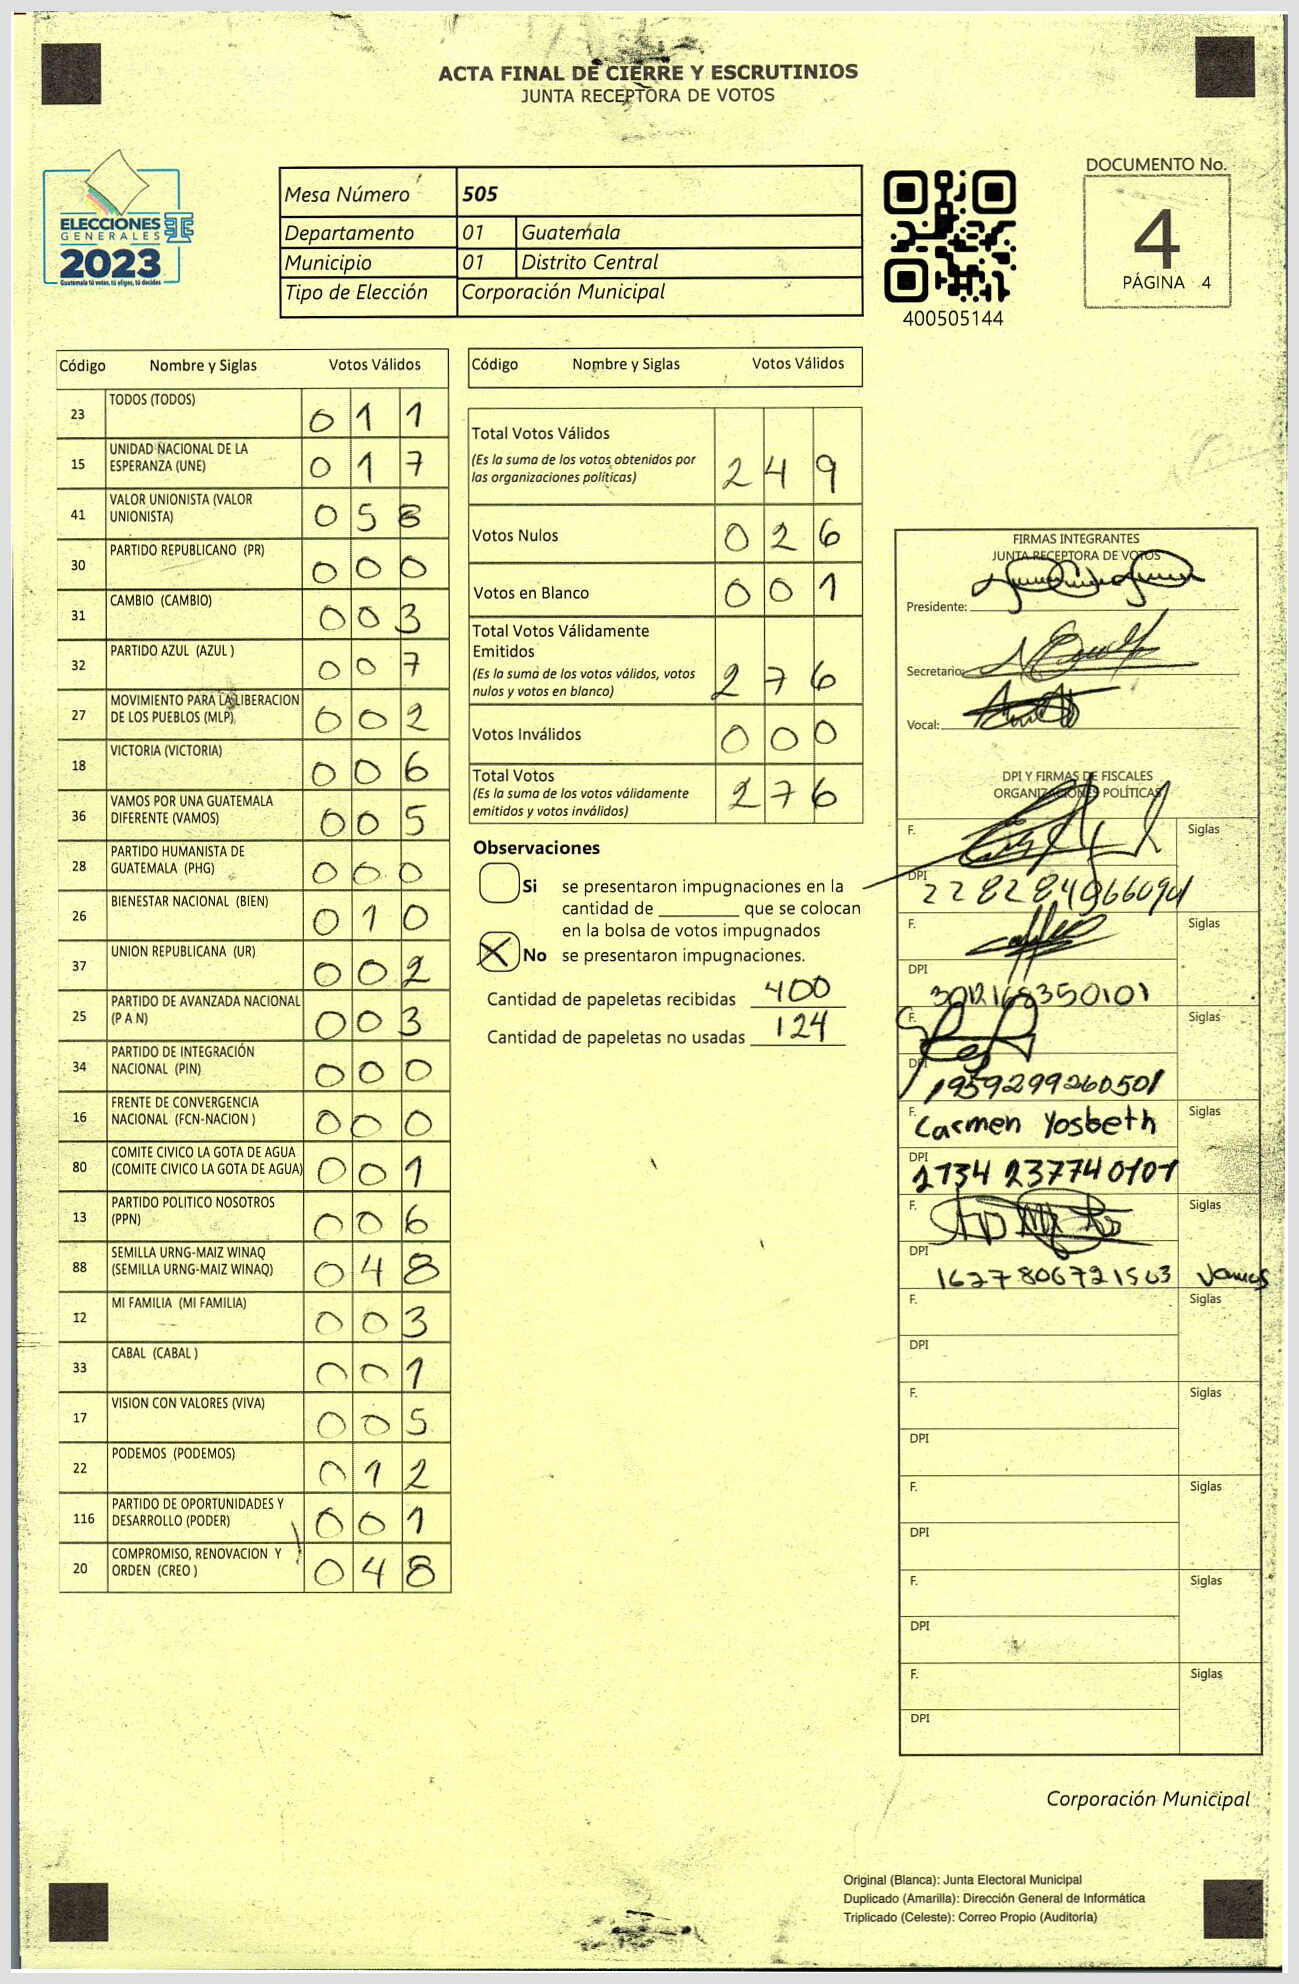 ACTA FINAL DE CIERRE Y ESCRUTINIOS
JUNTA RECEPTORA DE VOTOS
ELECCIONES
GENERALES
2023
Guatemala tú votas, tú eliges, tú decides
Mesa Número 505
Departamento 01 Guatemala
Municipio 01 Distrito Central
Tipo de Elección Corporación Municipal
400505144
DOCUMENTO No.
4
PÁGINA 4
Código Nombre y Siglas Votos Válidos
23 TODOS (TODOS) 0 1 1
15 UNIDAD NACIONAL DE LA
ESPERANZA (UNE) 0 1 7
41 VALOR UNIONISTA (VALOR
UNIONISTA) 0 5 8
30 PARTIDO REPUBLICANO (PR) 0 0 0
31 CAMBIO (CAMBIO) 0 0 3
32 PARTIDO AZUL (AZUL ) 0 0 7
27 MOVIMIENTO PARA LA LIBERACION
DE LOS PUEBLOS (MLP) 0 0 2
18 VICTORIA (VICTORIA) 0 0 6
36 VAMOS POR UNA GUATEMALA
DIFERENTE (VAMOS) 0 0 5
28 PARTIDO HUMANISTA DE
GUATEMALA (PHG) 0 0 0
26 BIENESTAR NACIONAL (BIEN) 0 1 0
37 UNION REPUBLICANA (UR) 0 0 2
25 PARTIDO DE AVANZADA NACIONAL
(P A N) 0 0 3
34 PARTIDO DE INTEGRACIÓN
NACIONAL (PIN) 0 0 0
16 FRENTE DE CONVERGENCIA
NACIONAL (FCN-NACION ) 0 0 0
80 COMITE CIVICO LA GOTA DE AGUA
(COMITE CIVICO LA GOTA DE AGUA) 0 0 1
13 PARTIDO POLITICO NOSOTROS
(PPN) 0 0 6
88 SEMILLA URNG-MAIZ WINAQ
(SEMILLA URNG-MAIZ WINAQ) 0 4 8
12 MI FAMILIA (MI FAMILIA) 0 0 3
33 CABAL (CABAL ) 0 0 1
17 VISION CON VALORES (VIVA) 0 0 5
22 PODEMOS (PODEMOS) 0 1 2
116 PARTIDO DE OPORTUNIDADES Y
DESARROLLO (PODER) 0 0 1
20 COMPROMISO, RENOVACION Y
ORDEN (CREO ) 0 4 8
Código Nombre y Siglas Votos Válidos
Total Votos Válidos
(Es la suma de los votos obtenidos por
las organizaciones políticas) 2 4 9
Votos Nulos 0 2 6
Votos en Blanco 0 0 1
Total Votos Válidamente
Emitidos
(Es la suma de los votos válidos, votos
nulos y votos en blanco) 2 7 6
Votos Inválidos 0 0 0
Total Votos
(Es la suma de los votos válidamente
emitidos y votos inválidos) 2 7 6
Observaciones
Si se presentaron impugnaciones en la
cantidad de ________ que se colocan
en la bolsa de votos impugnados
X No se presentaron impugnaciones.
Cantidad de papeletas recibidas 400
Cantidad de papeletas no usadas 124
FIRMAS INTEGRANTES
JUNTA RECEPTORA DE VOTOS
Presidente:
Secretario:
Vocal:
DPI Y FIRMAS DE FISCALES
ORGANIZACIONES POLÍTICAS
F. Siglas
DPI
F. Siglas
DPI
3012168350101
F. Siglas
DPI
1959299260501
F. Carmen Yosbeth Siglas
DPI
2734 237740101
F. Siglas
DPI
1627806721503 Vamos
F. Siglas
DPI
F. Siglas
DPI
F. Siglas
DPI
F. Siglas
DPI
F. Siglas
DPI
Corporación Municipal
Original (Blanca): Junta Electoral Municipal
Duplicado (Amarilla): Dirección General de Informática
Triplicado (Celeste): Correo Propio (Auditoría)